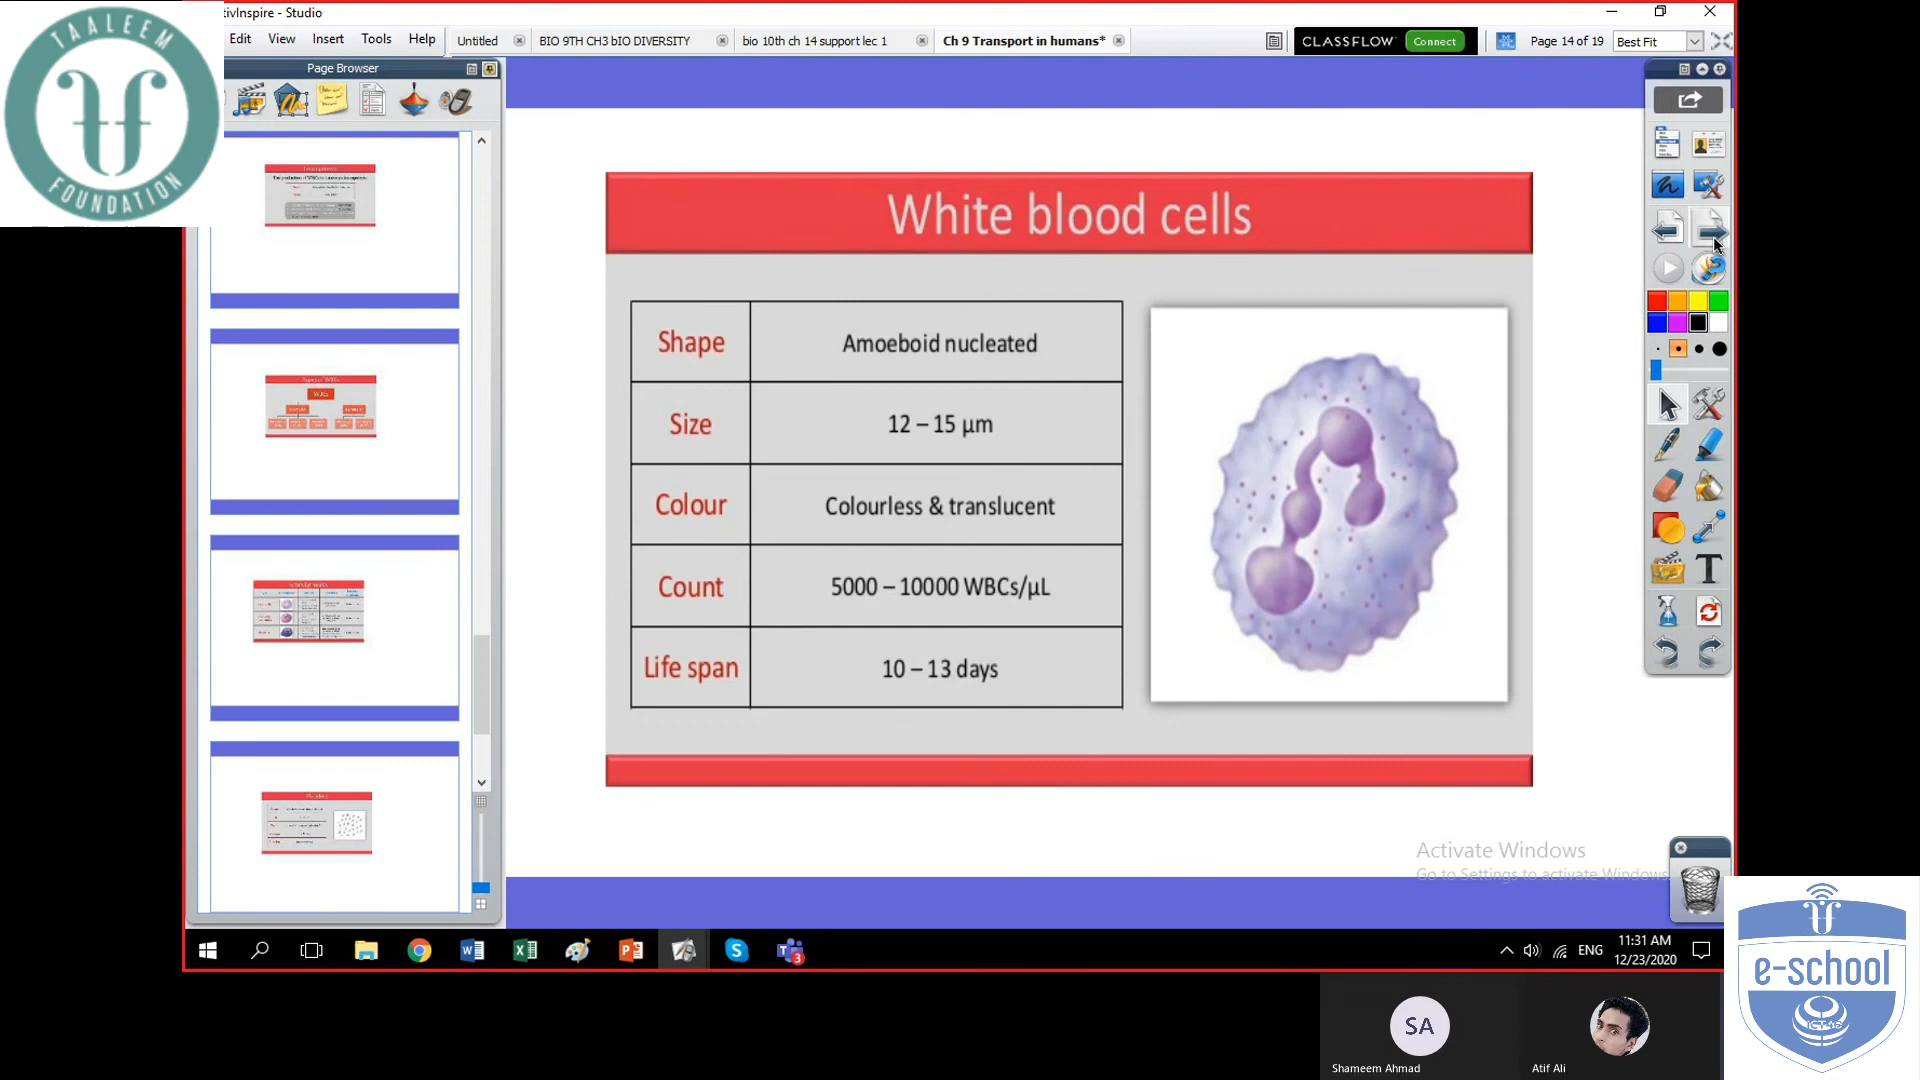 TAALEEM
FOUNDATION
ctivInspire - Studio
Edit View Insert Tools Help
Untitled
BIO 9TH CH3 bIO DIVERSITY
bio 10th ch 14 support lec 1
Ch 9 Transport in humans*
CLASSFLOW
Connect
Page 14 of 19
Best Fit
Page Browser
White blood cells
Shape
Amoeboid nucleated
Size
12 – 15 µm
Colour
Colourless & translucent
Count
5000 – 10000 WBCs/µL
Life span
10 – 13 days
WBCs
Activate Windows
Go to Settings to activate Windows
ENG
11:31 AM
12/23/2020
3
SA
Shameem Ahmad
Atif Ali
e-school